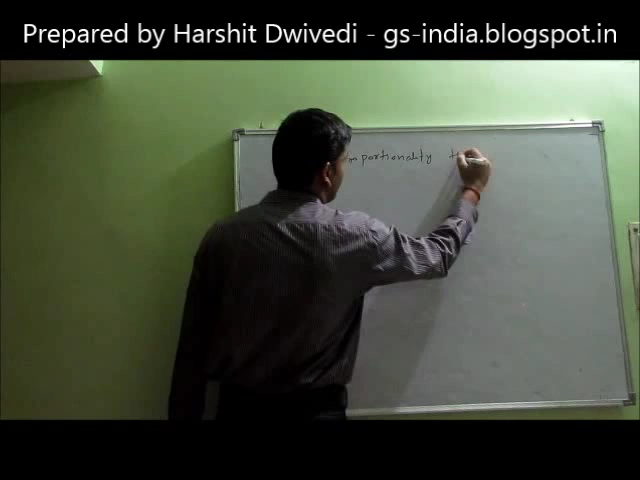 Prepared by Harshit Dwivedi - gs-india.blogspot.in
portionality t